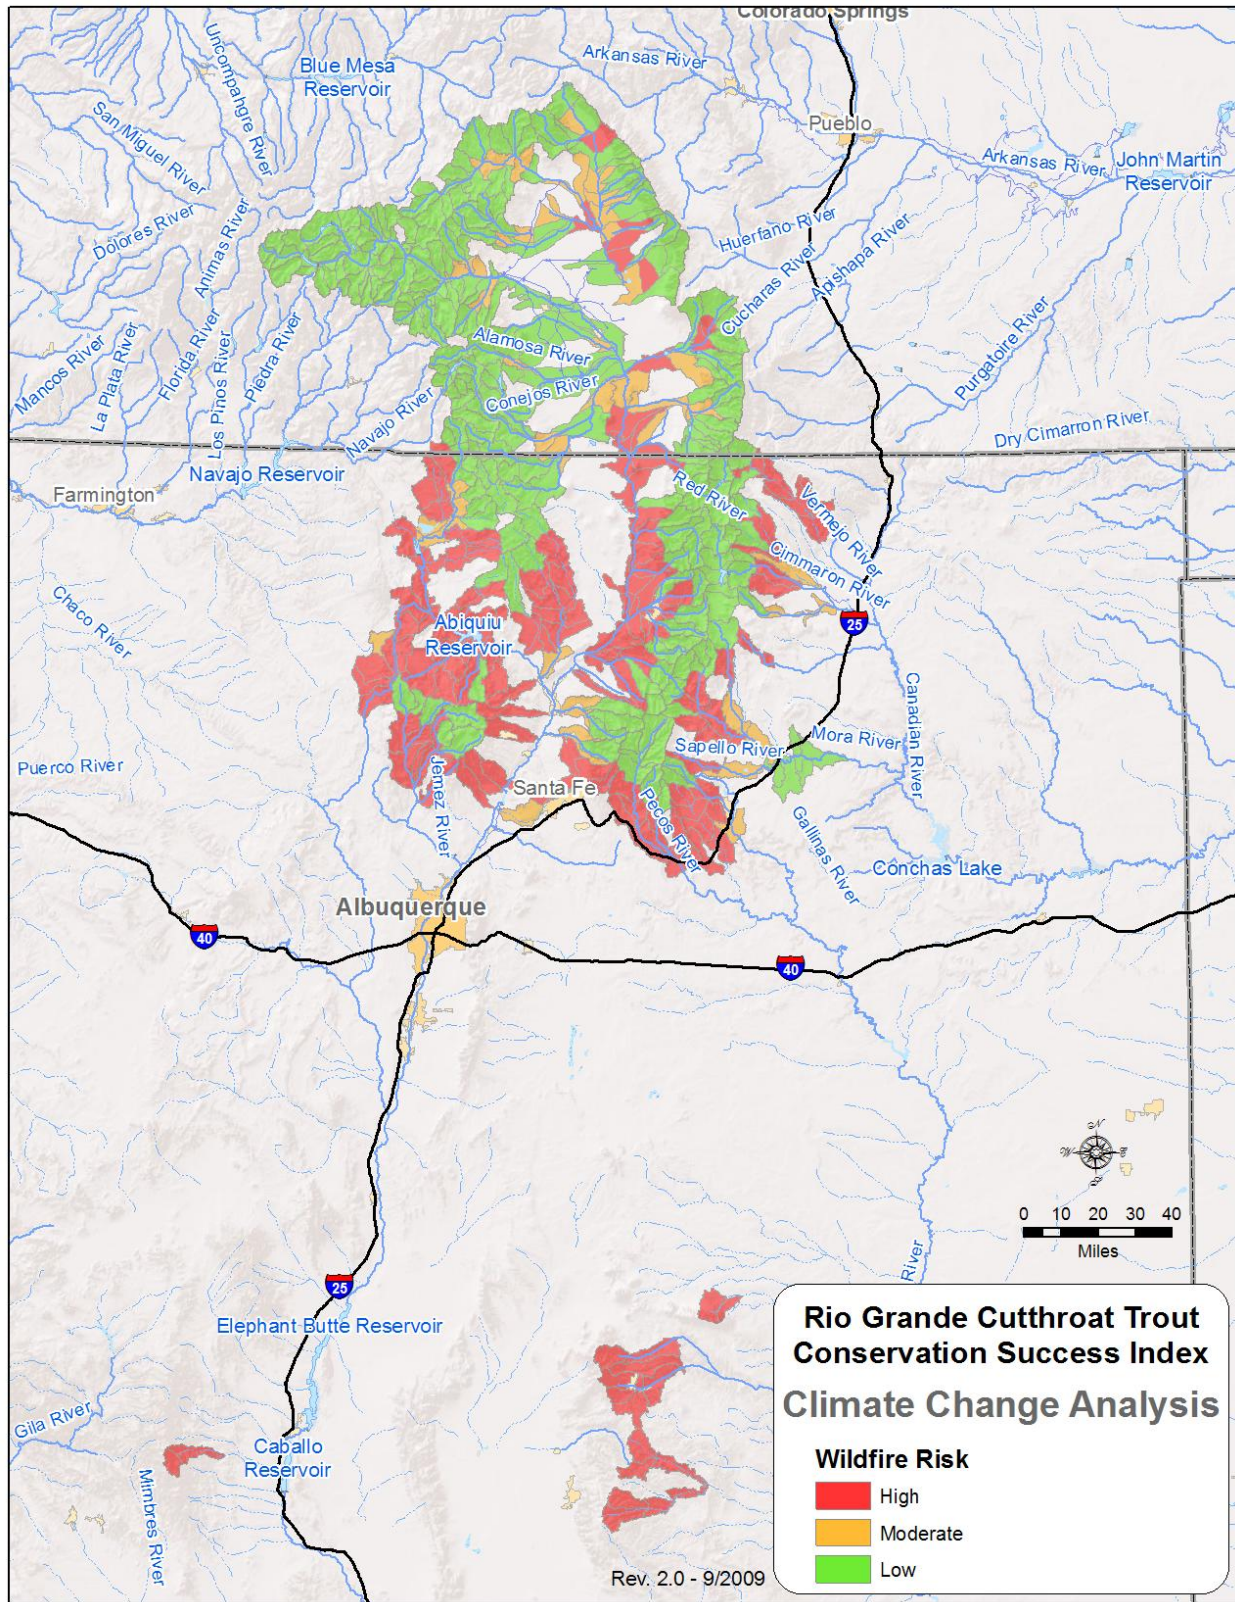 Colorado Springs
Arkansas River
Uncompahgre River
Blue Mesa
Reservoir
San Miguel River
Pueblo
Arkansas River
John Martin
Reservoir
Dolores River
Animas River
Huerfano River
Apishapa River
Cucharas River
Mancos River
La Plata River
Florida River
Los Pinos River
Piedra River
Alamosa River
Conejos River
Purgatoire River
Navajo River
Dry Cimarron River
Navajo Reservoir
Farmington
Red River
Vermejo River
Cimmaron River
Chaco River
25
Abiquiu
Reservoir
Canadian River
Mora River
Sapello River
Puerco River
Jemez River
Santa Fe
Pecos River
Gallinas River
Conchas Lake
Albuquerque
40
40
N
W
E
S
0 10 20 30 40
Miles
River
25
Elephant Butte Reservoir
Gila River
Caballo
Reservoir
Mimbres River
Rio Grande Cutthroat Trout
Conservation Success Index
Climate Change Analysis
Wildfire Risk
High
Moderate
Low
Rev. 2.0 - 9/2009